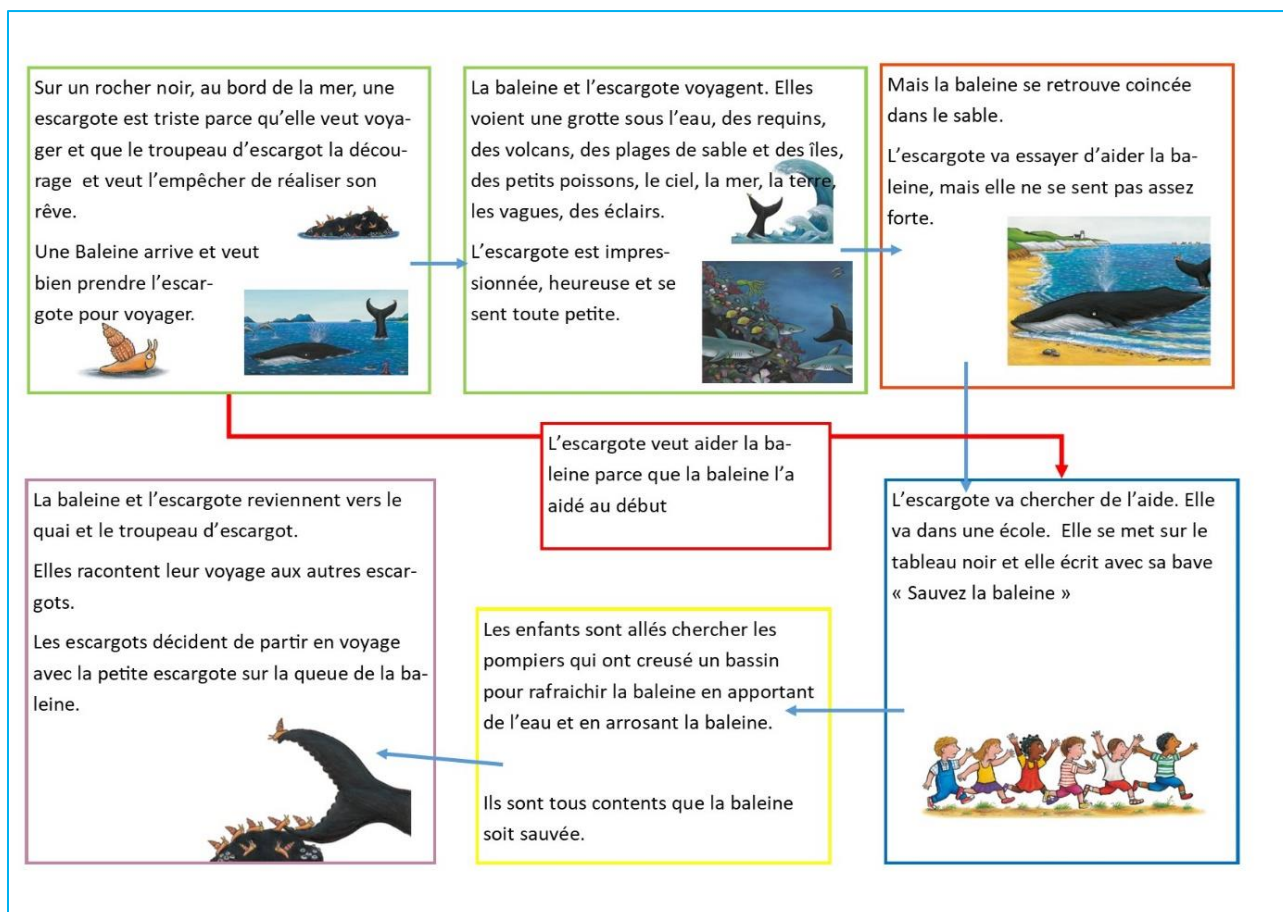 Sur un rocher noir, au bord de la mer, une
escargote est triste parce qu'elle veut voya-
ger et que le troupeau d'escargot la décou-
rage et veut l'empêcher de réaliser son
rêve.
Une Baleine arrive et veut
bien prendre l'escar-
gote pour voyager.
La baleine et l'escargote voyagent. Elles
voient une grotte sous l'eau, des requins,
des volcans, des plages de sable et des îles,
des petits poissons, le ciel, la mer, la terre,
les vagues, des éclairs.
L'escargote est impres-
sionnée, heureuse et se
sent toute petite.
Mais la baleine se retrouve coincée
dans le sable.
L'escargote va essayer d'aider la ba-
leine, mais elle ne se sent pas assez
forte.
L'escargote veut aider la ba-
leine parce que la baleine l'a
aidé au début
L'escargote va chercher de l'aide. Elle
va dans une école. Elle se met sur le
tableau noir et elle écrit avec sa bave
« Sauvez la baleine »
Les enfants sont allés chercher les
pompiers qui ont creusé un bassin
pour rafraichir la baleine en apportant
de l'eau et en arrosant la baleine.
Ils sont tous contents que la baleine
soit sauvée.
La baleine et l'escargote reviennent vers le
quai et le troupeau d'escargot.
Elles racontent leur voyage aux autres escar-
gots.
Les escargots décident de partir en voyage
avec la petite escargote sur la queue de la ba-
leine.